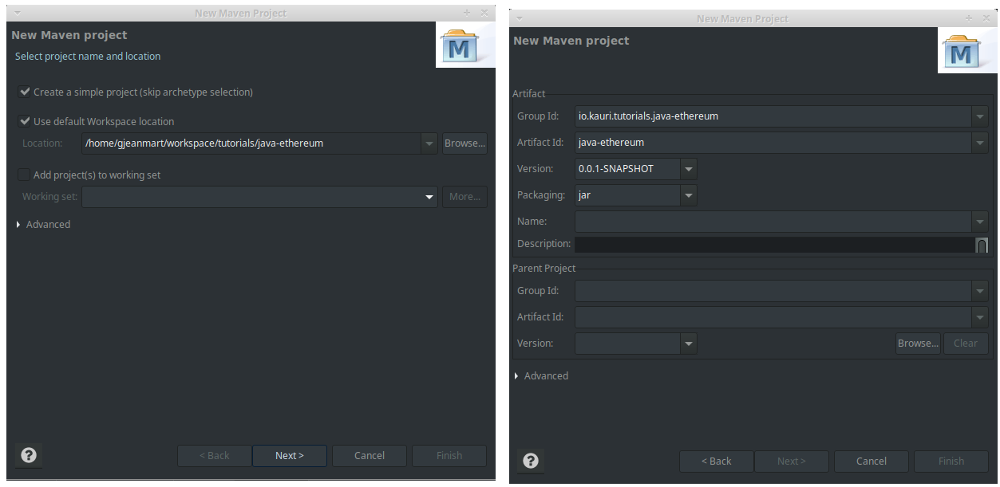 New Maven Project
New Maven project
Select project name and location
M
Create a simple project (skip archetype selection)
Use default Workspace location
Location: /home/gjeanmart/workspace/tutorials/java-ethereum Browse...
Add project(s) to working set
Working set: More...
Advanced
? < Back Next > Cancel Finish
New Maven Project
New Maven project
M
Artifact
Group Id: io.kauri.tutorials.java-ethereum
Artifact Id: java-ethereum
Version: 0.0.1-SNAPSHOT
Packaging: jar
Name:
Description:
Parent Project
Group Id:
Artifact Id:
Version: Browse... Clear
Advanced
? < Back Next > Cancel Finish